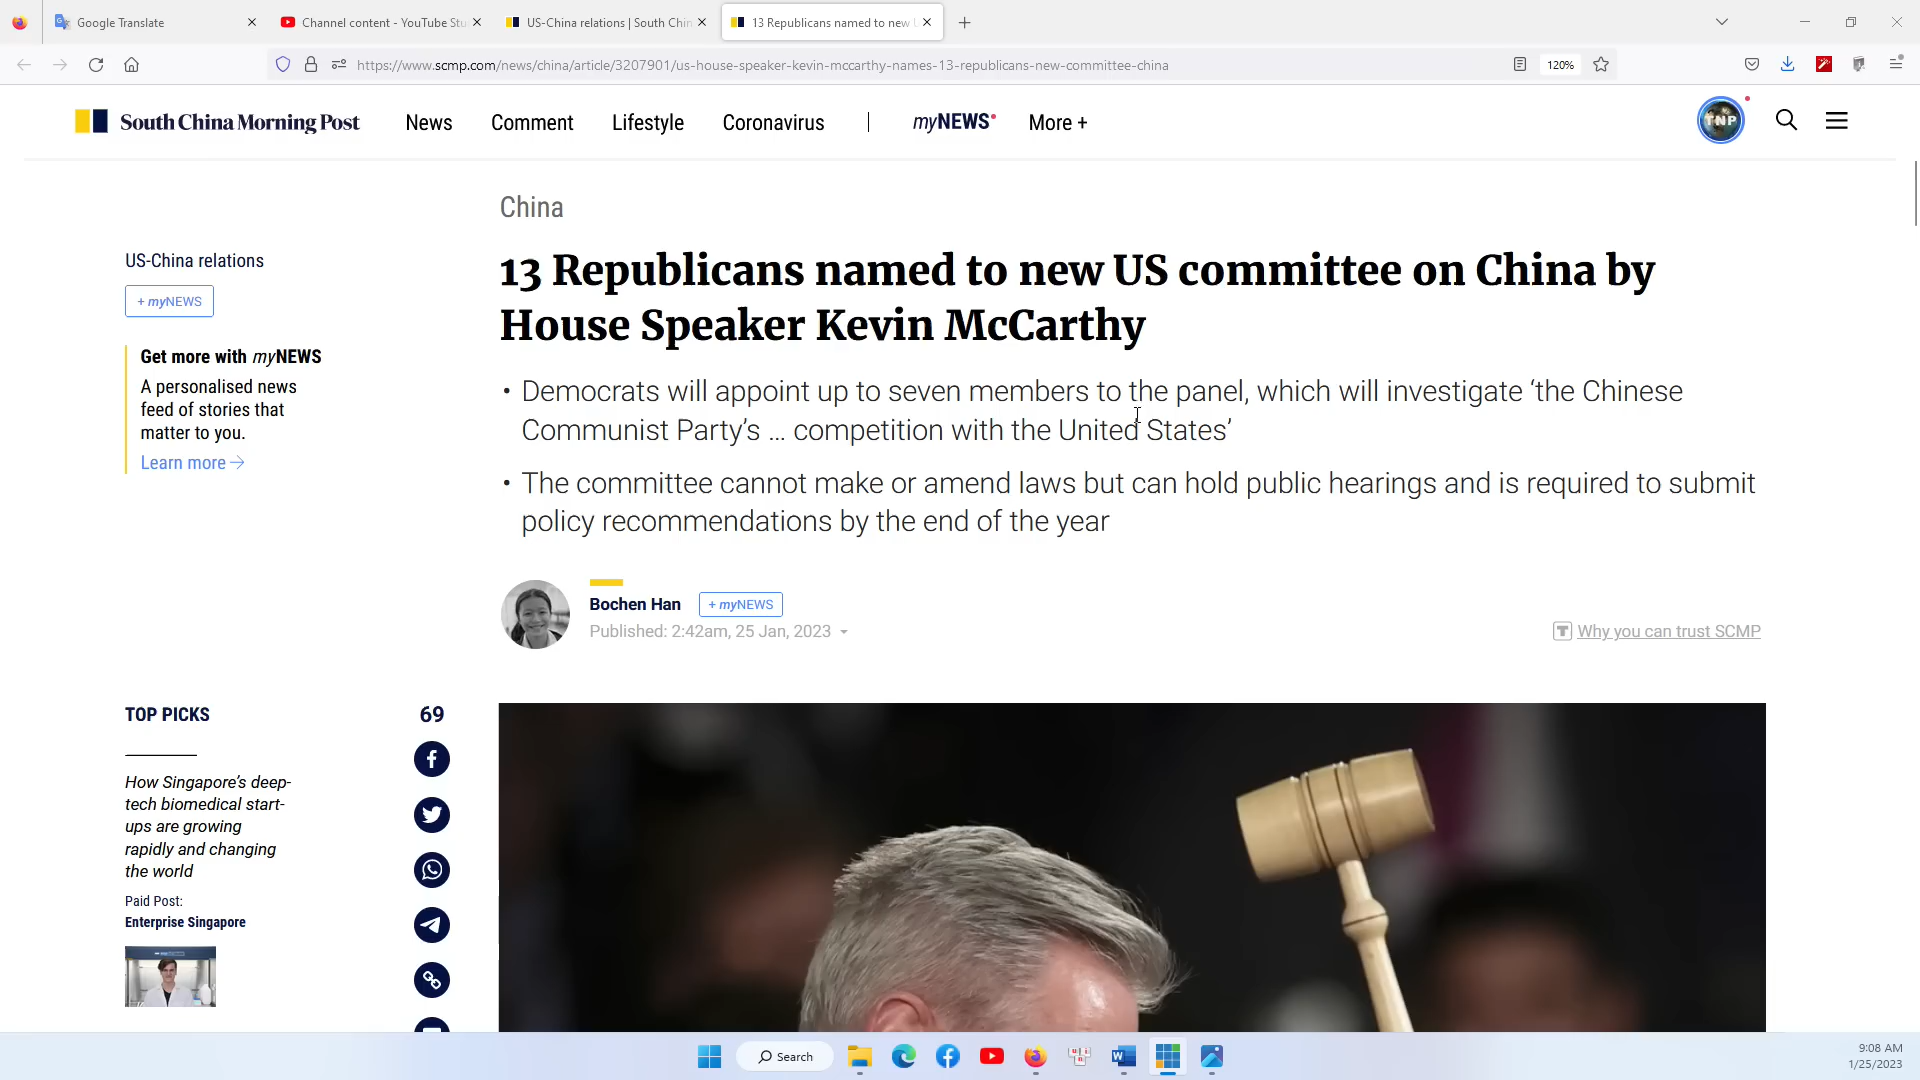 Google Translate
Channel content - YouTube Stu
US-China relations | South Chin
13 Republicans named to new
https://www.scmp.com/news/china/article/3207901/us-house-speaker-kevin-mccarthy-names-13-republicans-new-committee-china
120%
South China Morning Post
News
Comment
Lifestyle
Coronavirus
myNEWS
More +
TNP
China
US-China relations
+ myNEWS
13 Republicans named to new US committee on China by
House Speaker Kevin McCarthy
Get more with myNEWS
A personalised news
feed of stories that
matter to you.
Learn more
• Democrats will appoint up to seven members to the panel, which will investigate ‘the Chinese
Communist Party’s … competition with the United States’
• The committee cannot make or amend laws but can hold public hearings and is required to submit
policy recommendations by the end of the year
Bochen Han
+ myNEWS
Published: 2:42am, 25 Jan, 2023
Why you can trust SCMP
TOP PICKS
69
How Singapore’s deep-
tech biomedical start-
ups are growing
rapidly and changing
the world
Paid Post:
Enterprise Singapore
Search
9:08 AM
1/25/2023